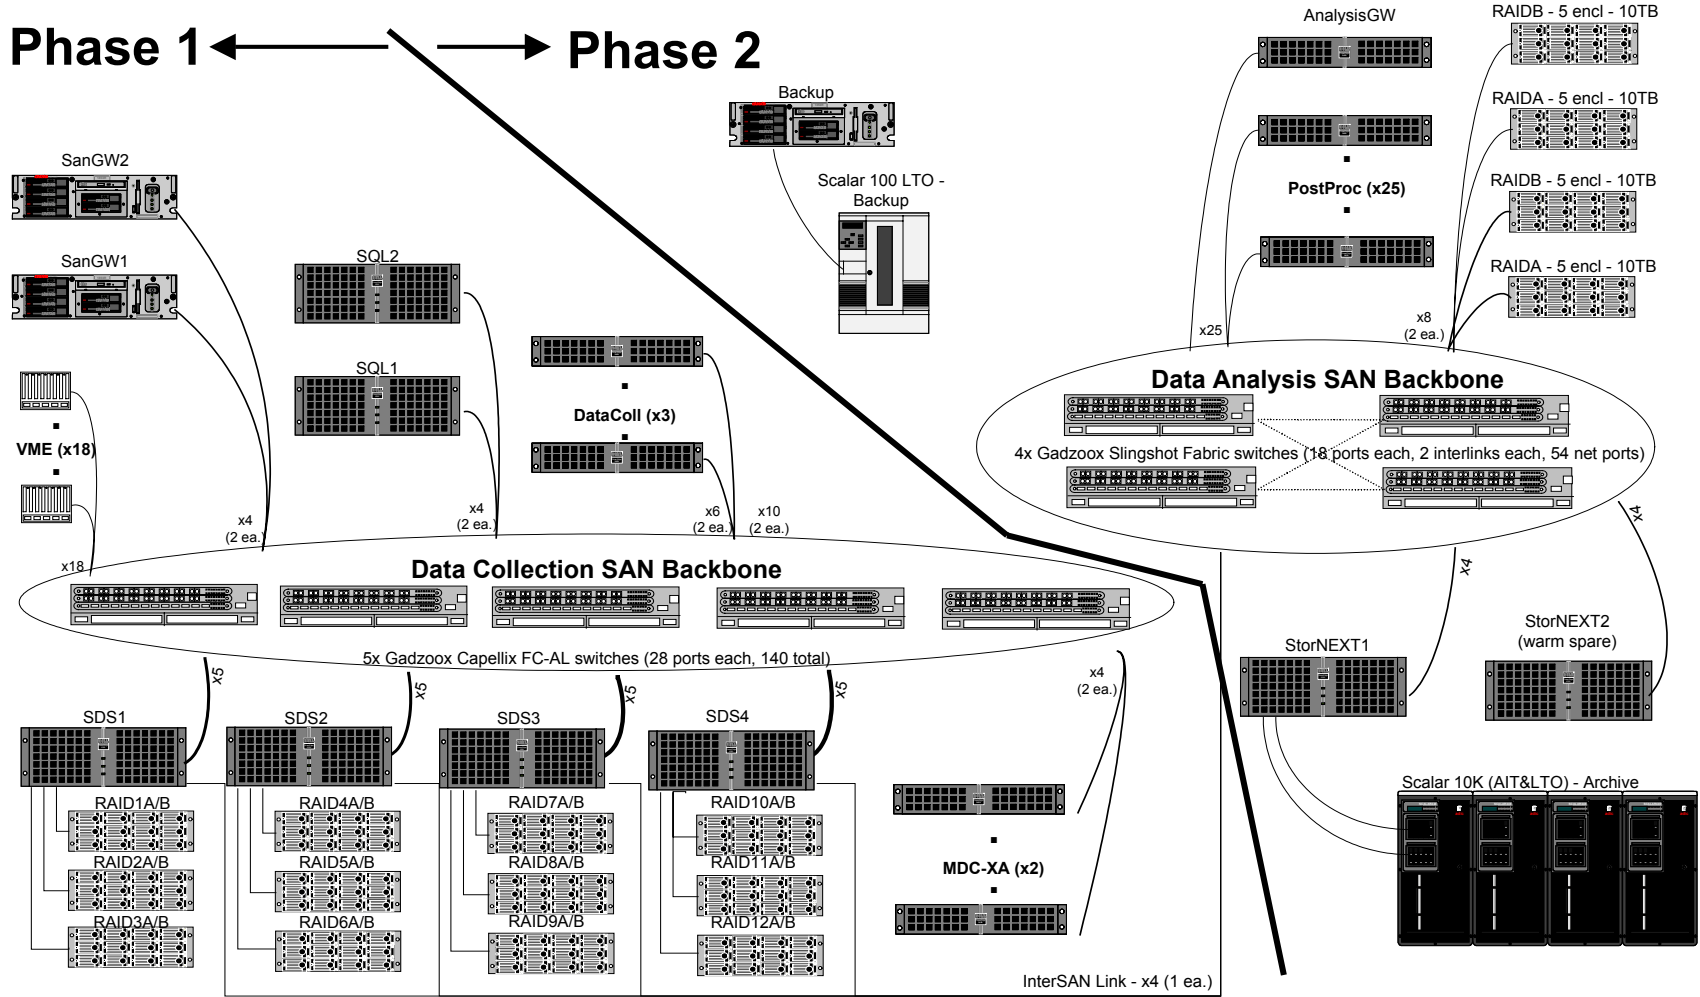 Phase 1
Phase 2
AnalysisGW
RAIDB - 5 encl - 10TB
RAIDA - 5 encl - 10TB
RAIDB - 5 encl - 10TB
RAIDA - 5 encl - 10TB
Backup
Scalar 100 LTO -
Backup
PostProc (x25)
SanGW2
SanGW1
SQL2
SQL1
DataColl (x3)
VME (x18)
x25
x8
(2 ea.)
Data Analysis SAN Backbone
4x Gadzoox Slingshot Fabric switches (18 ports each, 2 interlinks each, 54 net ports)
x4
(2 ea.)
x4
(2 ea.)
x6
(2 ea.)
x10
(2 ea.)
x18
Data Collection SAN Backbone
5x Gadzoox Capellix FC-AL switches (28 ports each, 140 total)
x4
x4
StorNEXT1
StorNEXT2
(warm spare)
x5
x5
x5
x5
x4
(2 ea.)
SDS1
SDS2
SDS3
SDS4
RAID1A/B
RAID2A/B
RAID3A/B
RAID4A/B
RAID5A/B
RAID6A/B
RAID7A/B
RAID8A/B
RAID9A/B
RAID10A/B
RAID11A/B
RAID12A/B
MDC-XA (x2)
Scalar 10K (AIT&LTO) - Archive
InterSAN Link - x4 (1 ea.)